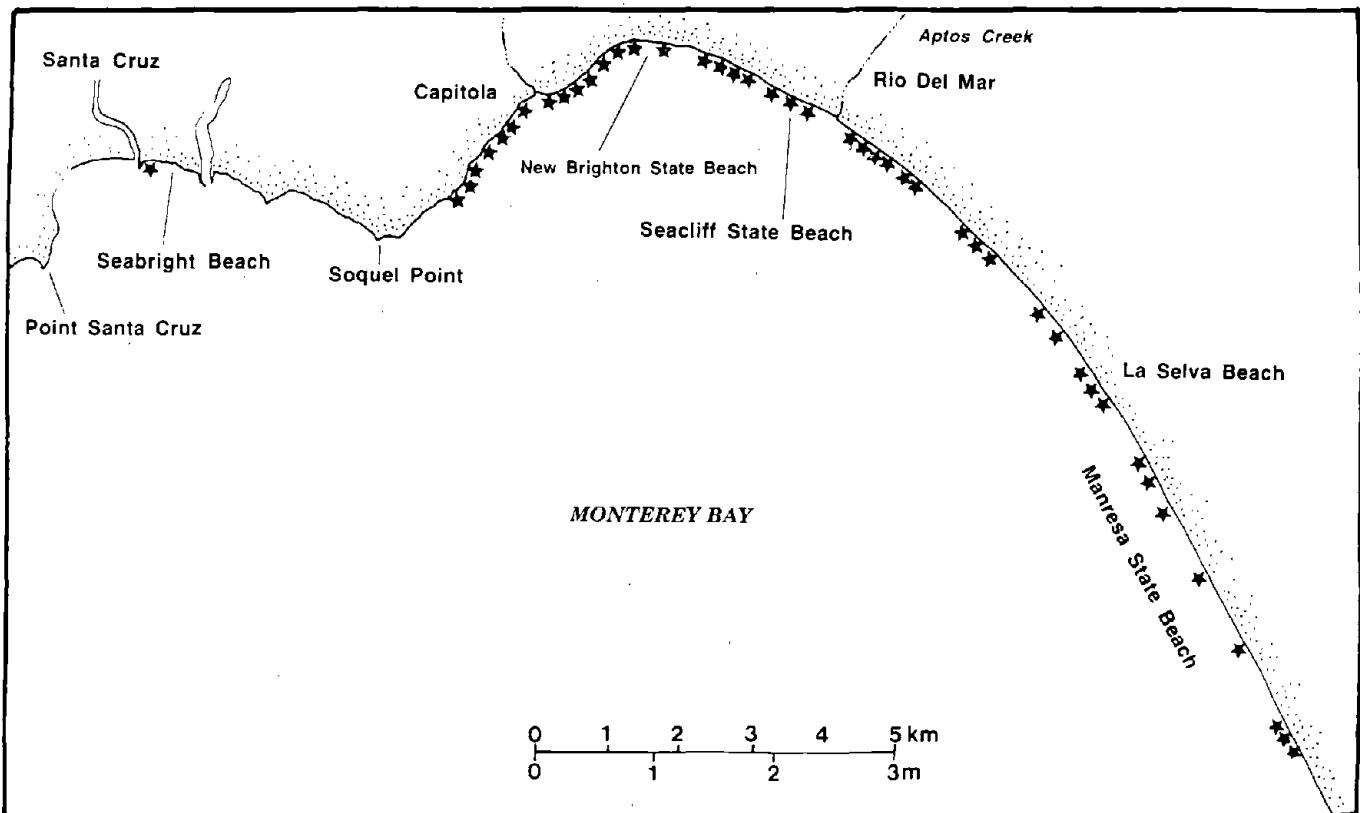 Aptos Creek
Santa Cruz
Rio Del Mar
Capitola
New Brighton State Beach
Seacliff State Beach
Seabright Beach
Soquel Point
Point Santa Cruz
La Selva Beach
Manresa State Beach
MONTEREY BAY
0 1 2 3 4 5 km
0 1 2 3 m